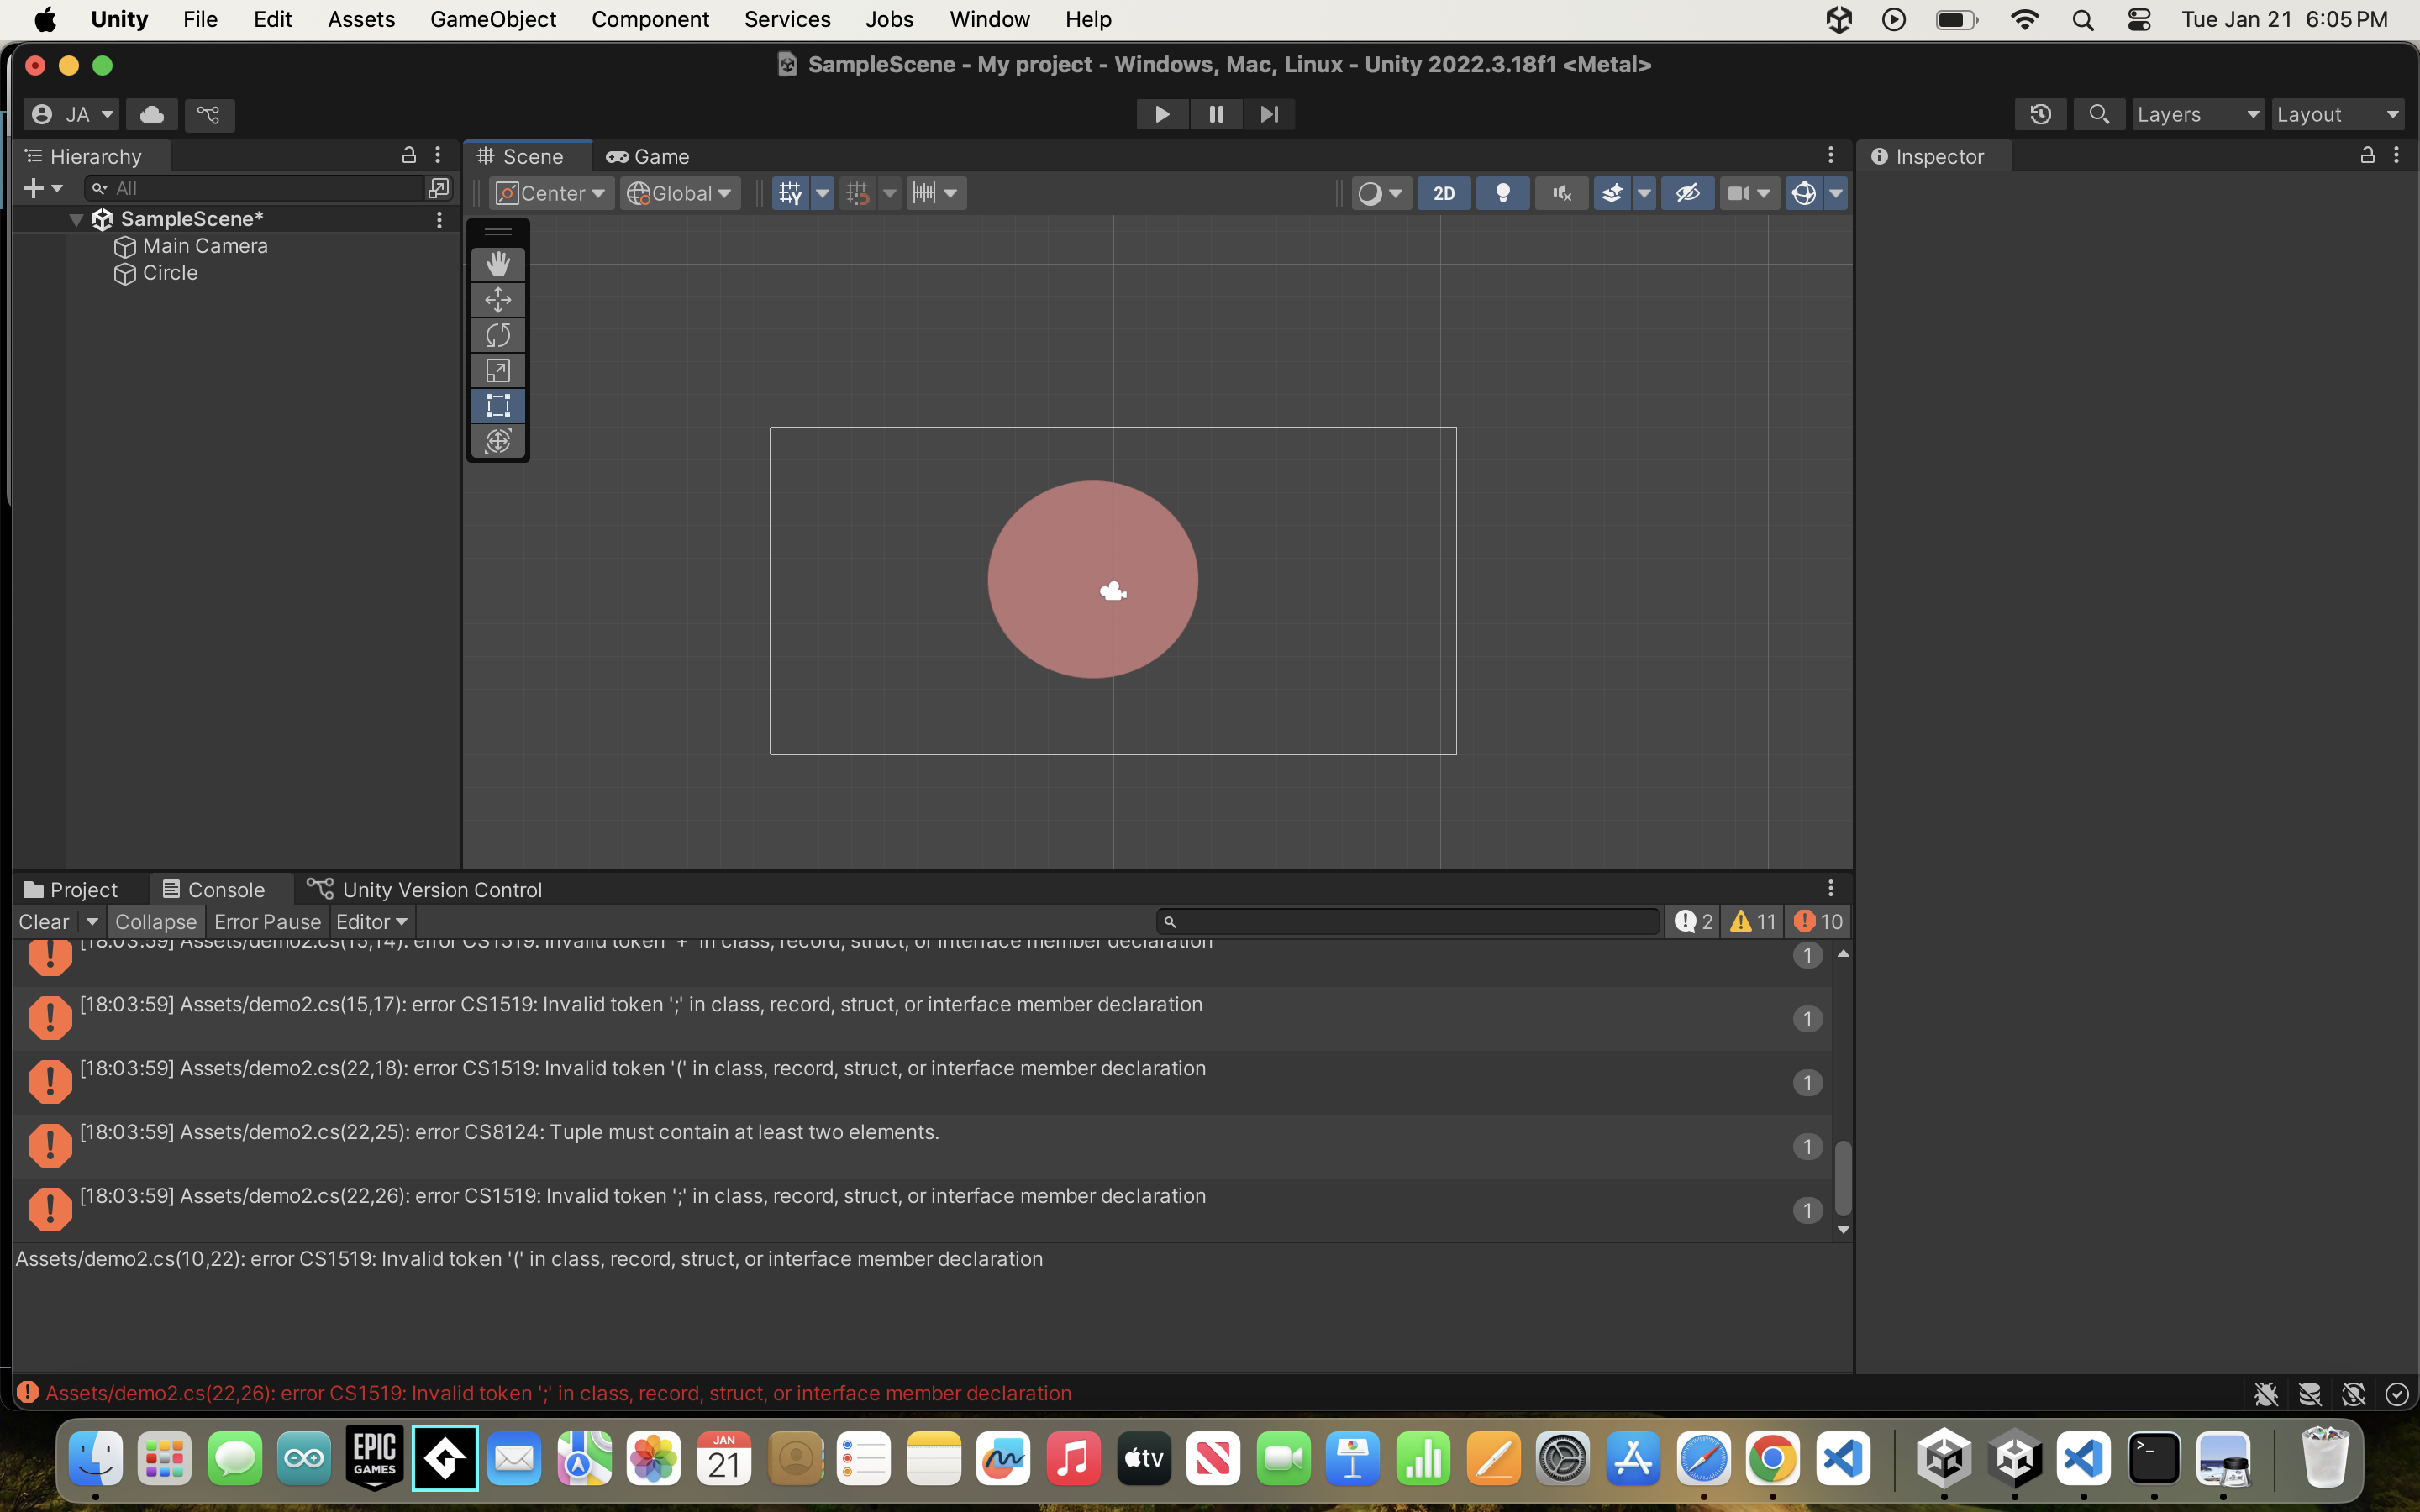 Unity File Edit Assets GameObject Component Services Jobs Window Help Tue Jan 21 6:05 PM
SampleScene - My project - Windows, Mac, Linux - Unity 2022.3.18f1 <Metal>
JA Layers Layout
Hierarchy Scene Game Inspector
All Center Global 2D
SampleScene*
Main Camera
Circle
Project Console Unity Version Control
Clear Collapse Error Pause Editor 2 11 10
[18:03:59] Assets/demo2.cs(15,14): error CS1519: Invalid token '+' in class, record, struct, or interface member declaration 1
[18:03:59] Assets/demo2.cs(15,17): error CS1519: Invalid token ';' in class, record, struct, or interface member declaration
1
[18:03:59] Assets/demo2.cs(22,18): error CS1519: Invalid token '(' in class, record, struct, or interface member declaration
1
[18:03:59] Assets/demo2.cs(22,25): error CS8124: Tuple must contain at least two elements.
1
[18:03:59] Assets/demo2.cs(22,26): error CS1519: Invalid token ';' in class, record, struct, or interface member declaration
1
Assets/demo2.cs(10,22): error CS1519: Invalid token '(' in class, record, struct, or interface member declaration
Assets/demo2.cs(22,26): error CS1519: Invalid token ';' in class, record, struct, or interface member declaration
EPIC
GAMES
JAN
21
tv